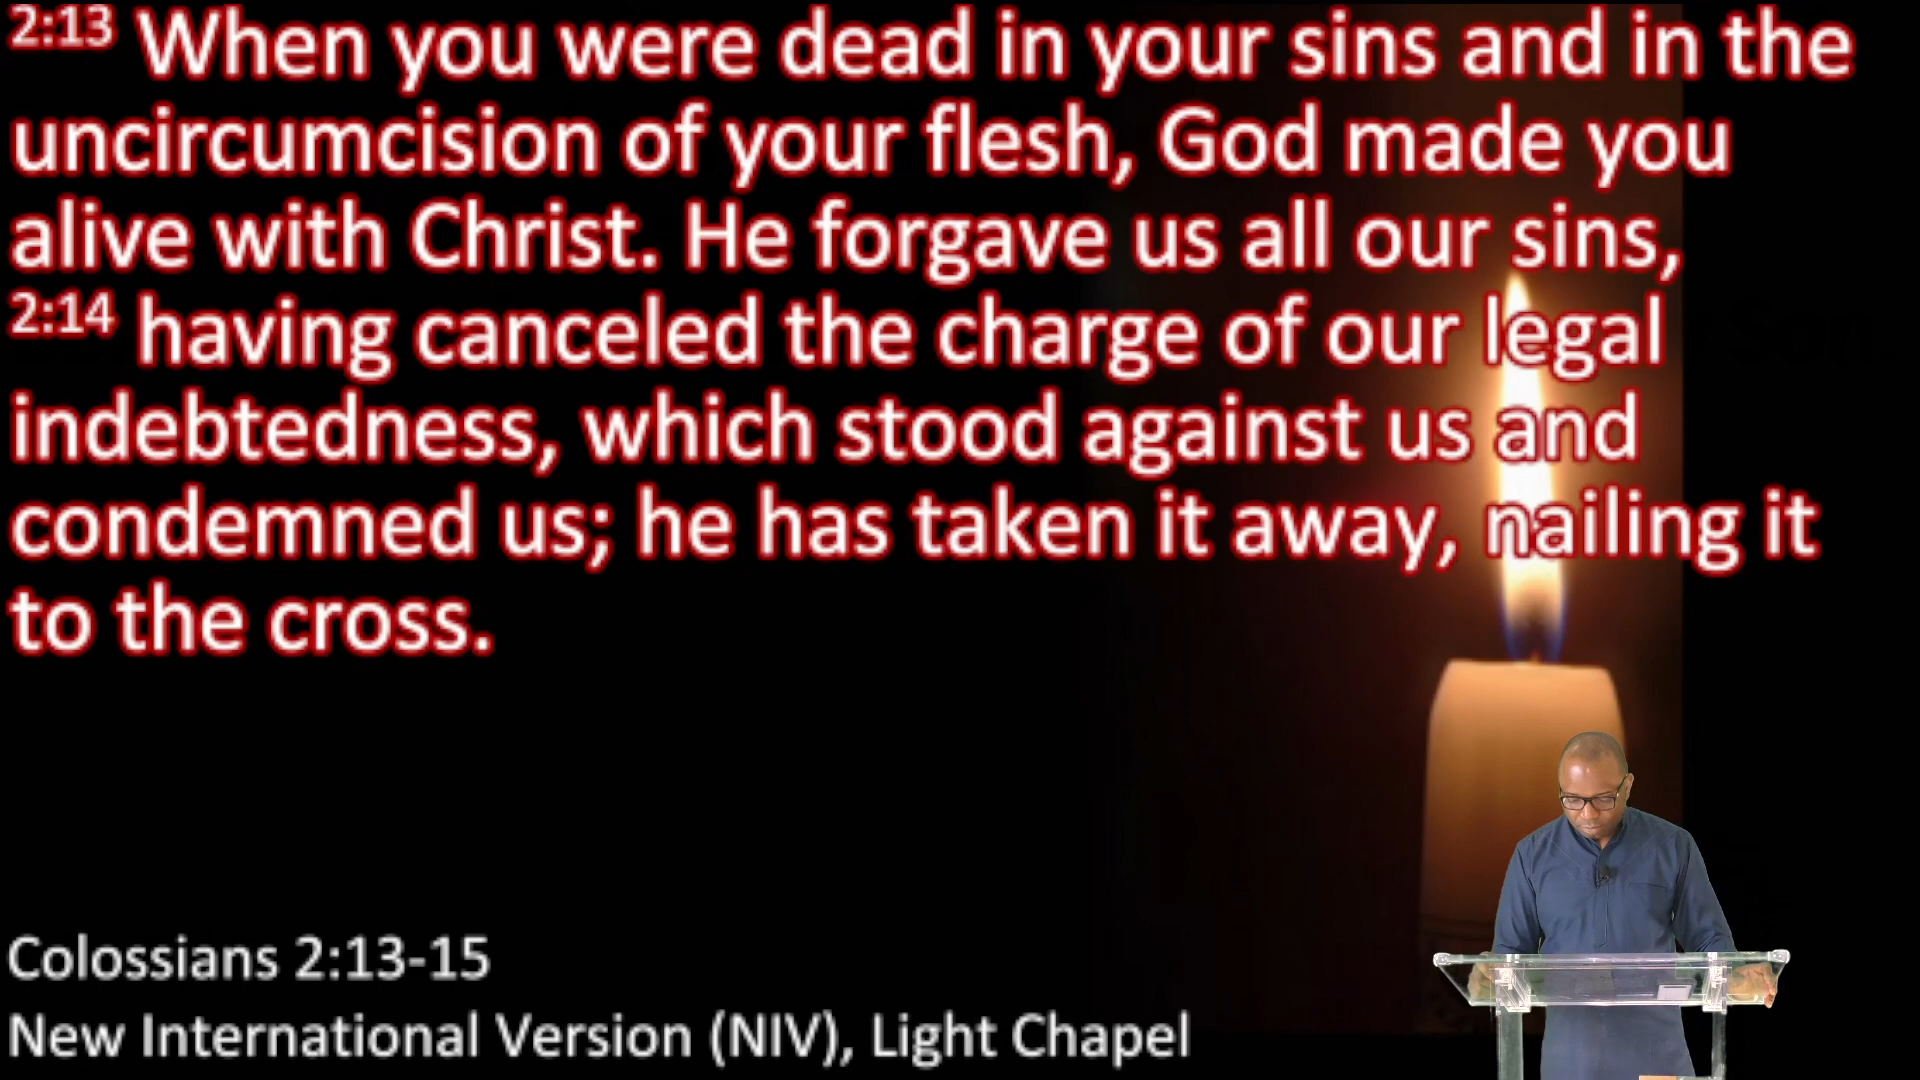 2:13 When you were dead in your sins and in the
uncircumcision of your flesh, God made you
alive with Christ. He forgave us all our sins,
2:14 having canceled the charge of our legal
indebtedness, which stood against us and
condemned us; he has taken it away, nailing it
to the cross.
Colossians 2:13-15
New International Version (NIV), Light Chapel